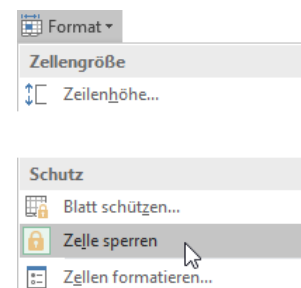 Format
Zellengröße
Zeilenhöhe...
Schutz
Blatt schützen...
Zelle sperren
Zellen formatieren...